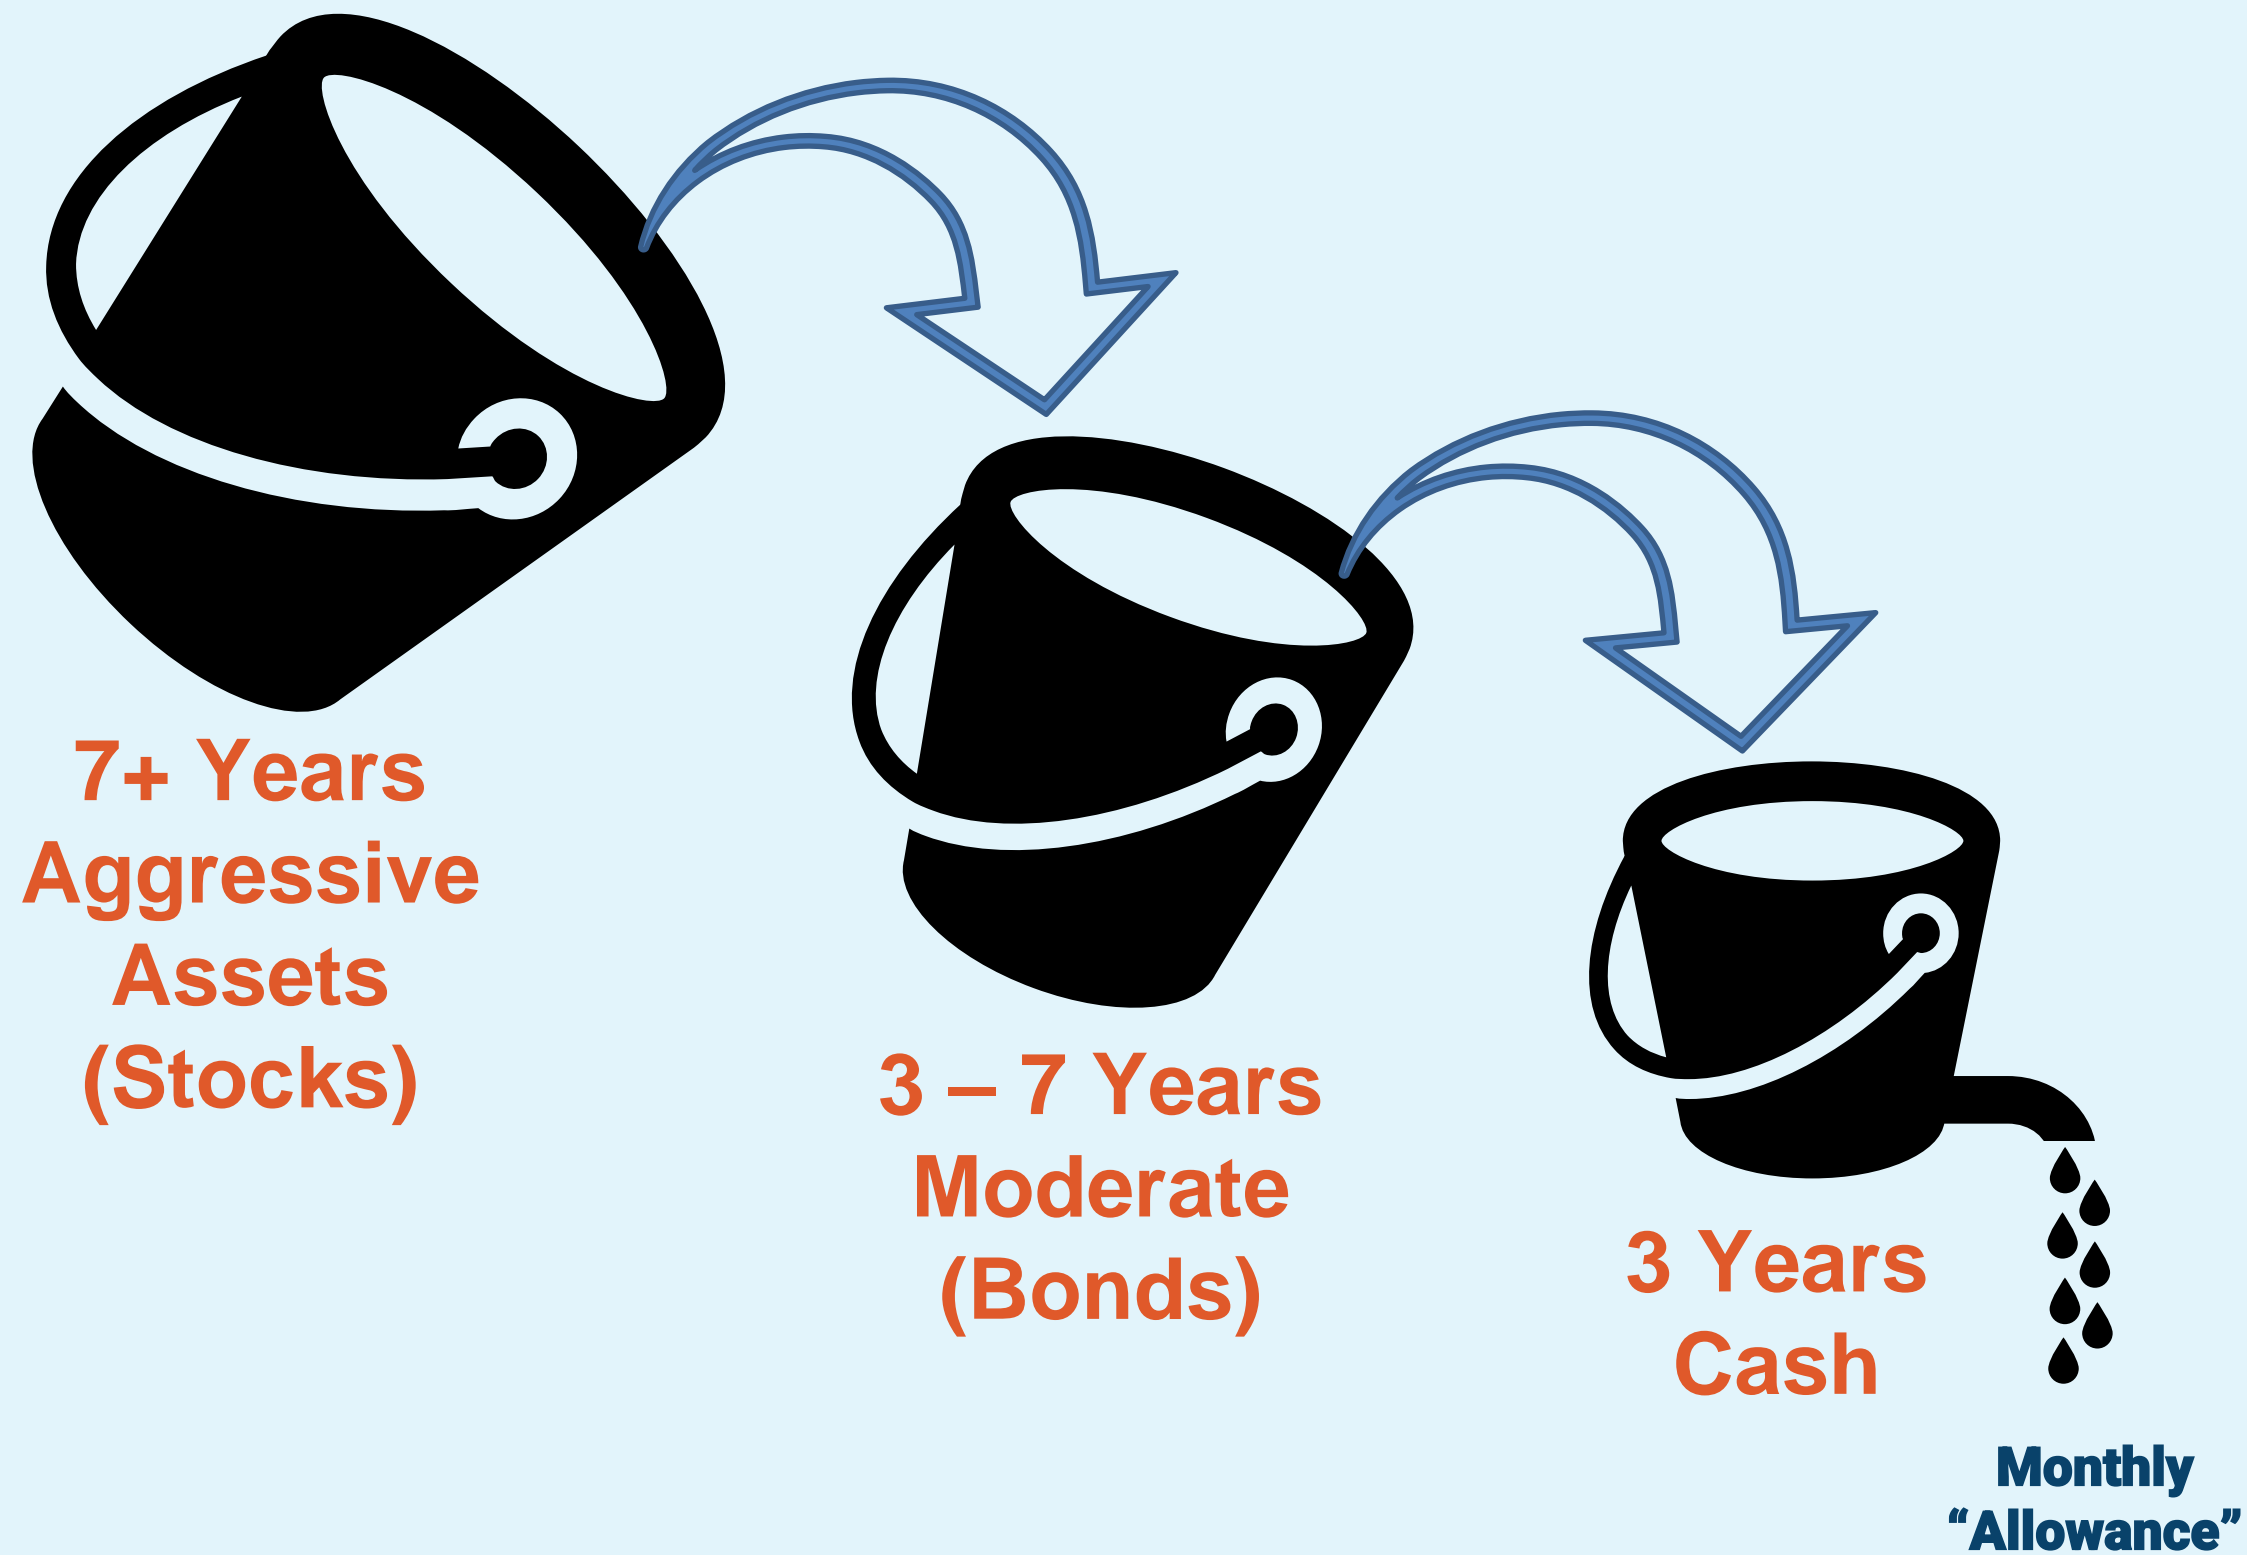 7+ Years
Aggressive
Assets
(Stocks)
3 – 7 Years
Moderate
(Bonds)
3 Years
Cash
Monthly
“Allowance”